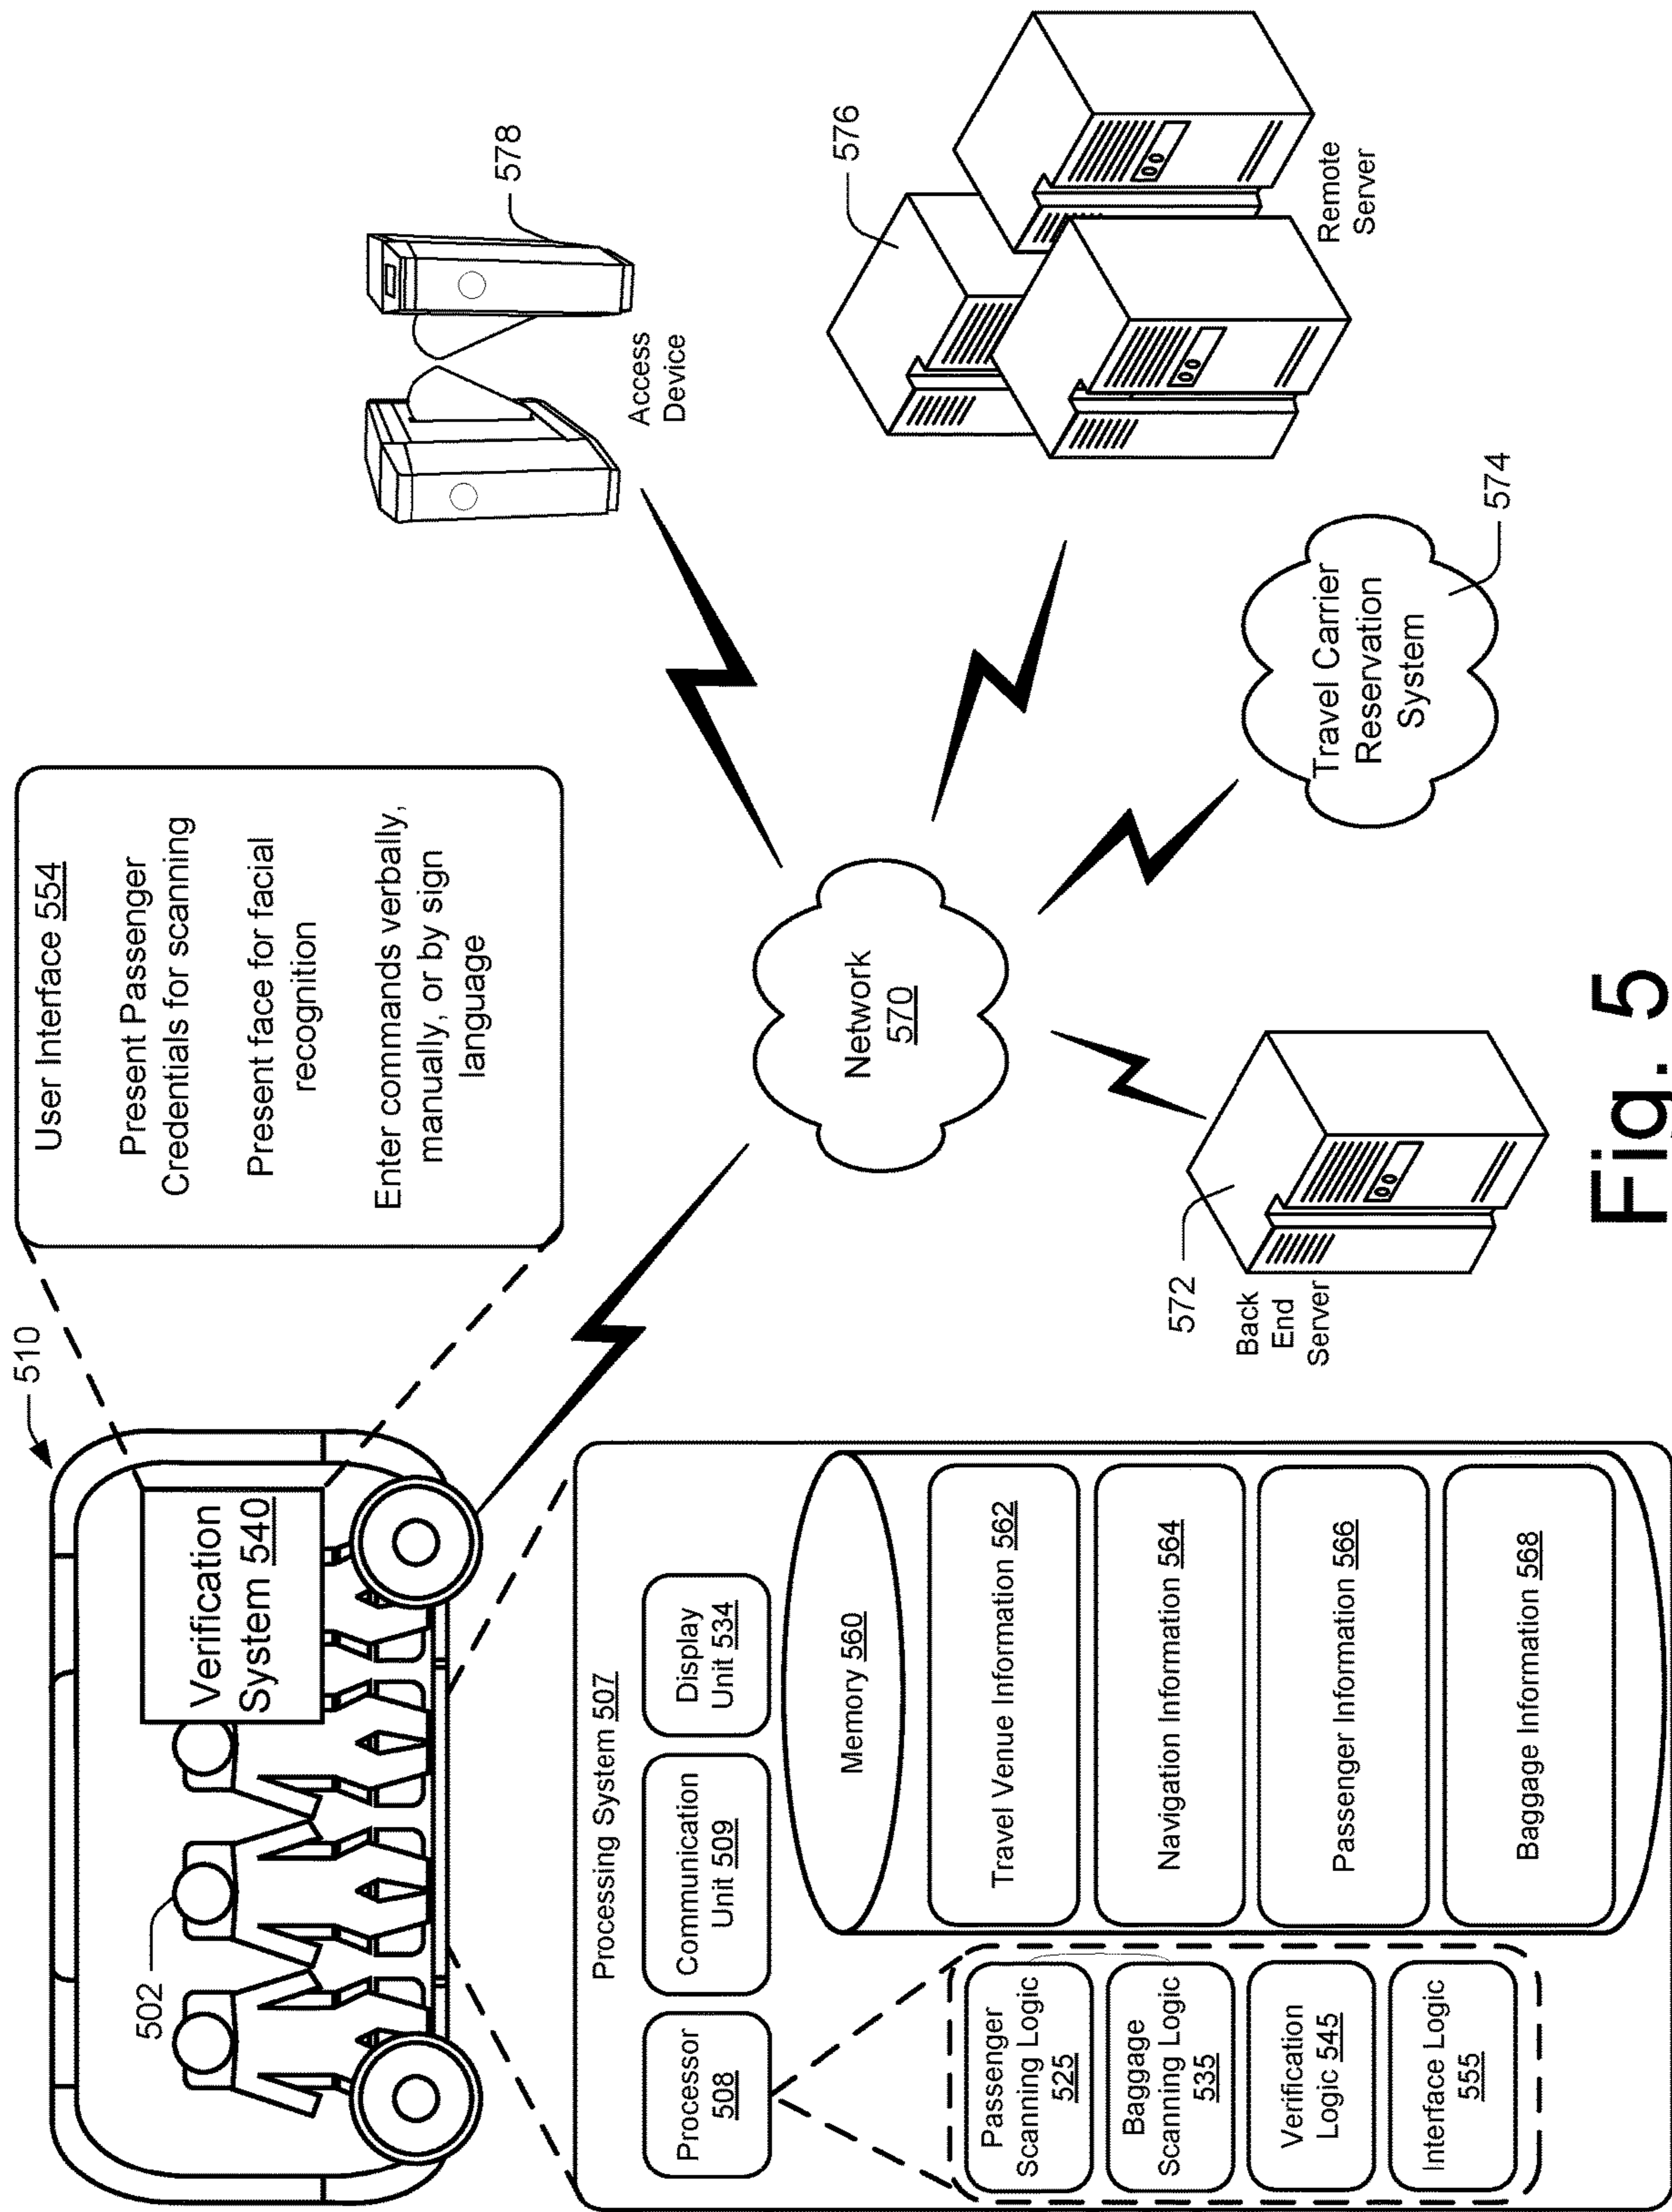 510
502
Verification
System 540
User Interface 554
Present Passenger
Credentials for scanning
Present face for facial
recognition
Enter commands verbally,
manually, or by sign
language
578
Access
Device
576
Remote
Server
Processing System 507
Processor
508
Communication
Unit 509
Display
Unit 534
Passenger
Scanning Logic
525
Baggage
Scanning Logic
535
Verification
Logic 545
Interface Logic
555
Memory 560
Travel Venue Information 562
Navigation Information 564
Passenger Information 566
Baggage Information 568
Network
570
572
Back
End
Server
Travel Carrier
Reservation
System
574
Fig. 5